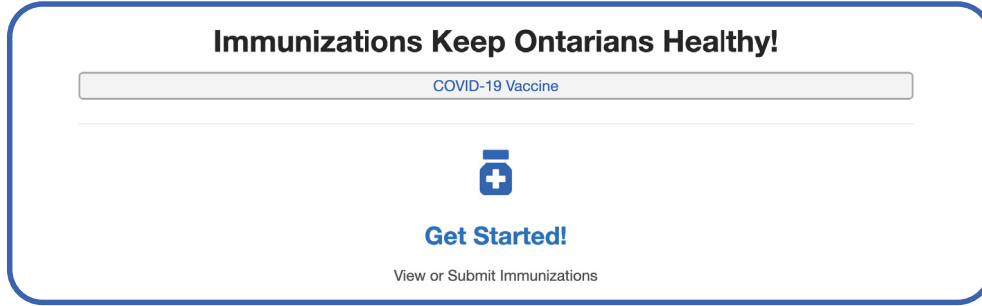 Immunizations Keep Ontarians Healthy!
COVID-19 Vaccine
Get Started!
View or Submit Immunizations